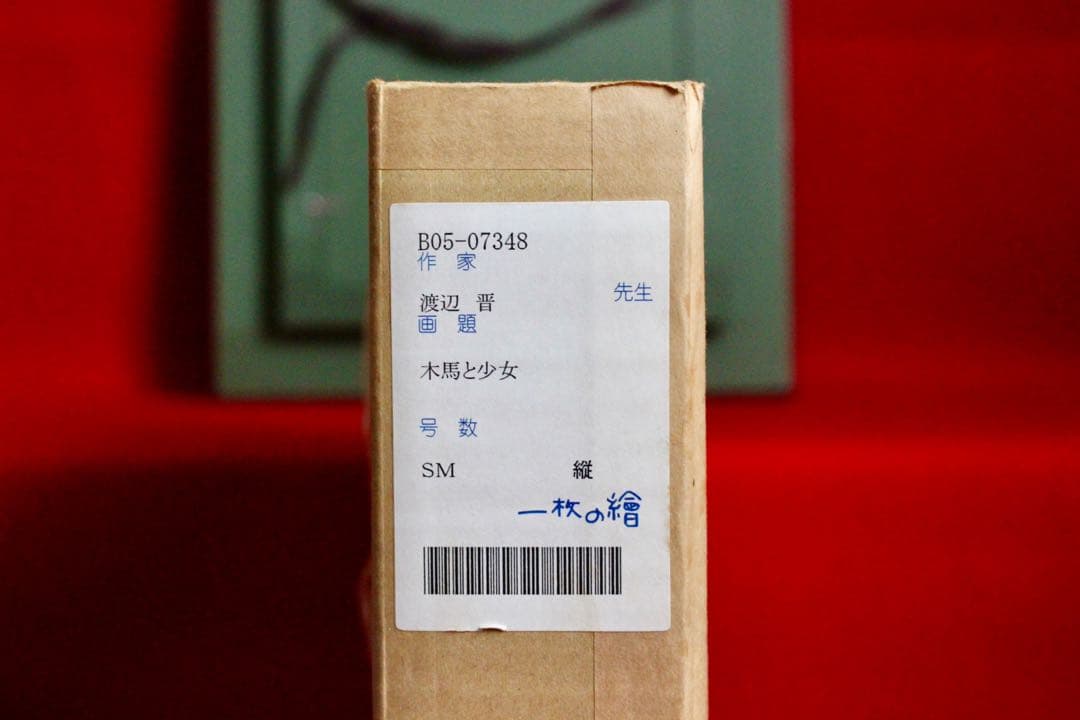 B05-07348
作 家
先生
渡辺 晋
画 題
木馬と少女
号 数
SM 縦
一枚の繪